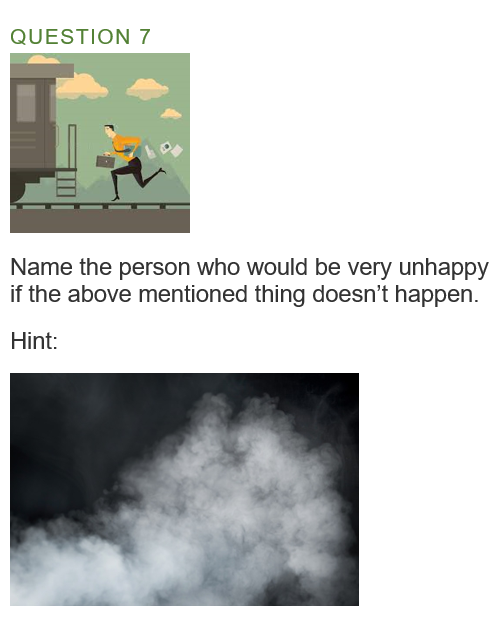 QUESTION 7
Name the person who would be very unhappy
if the above mentioned thing doesn’t happen.
Hint: